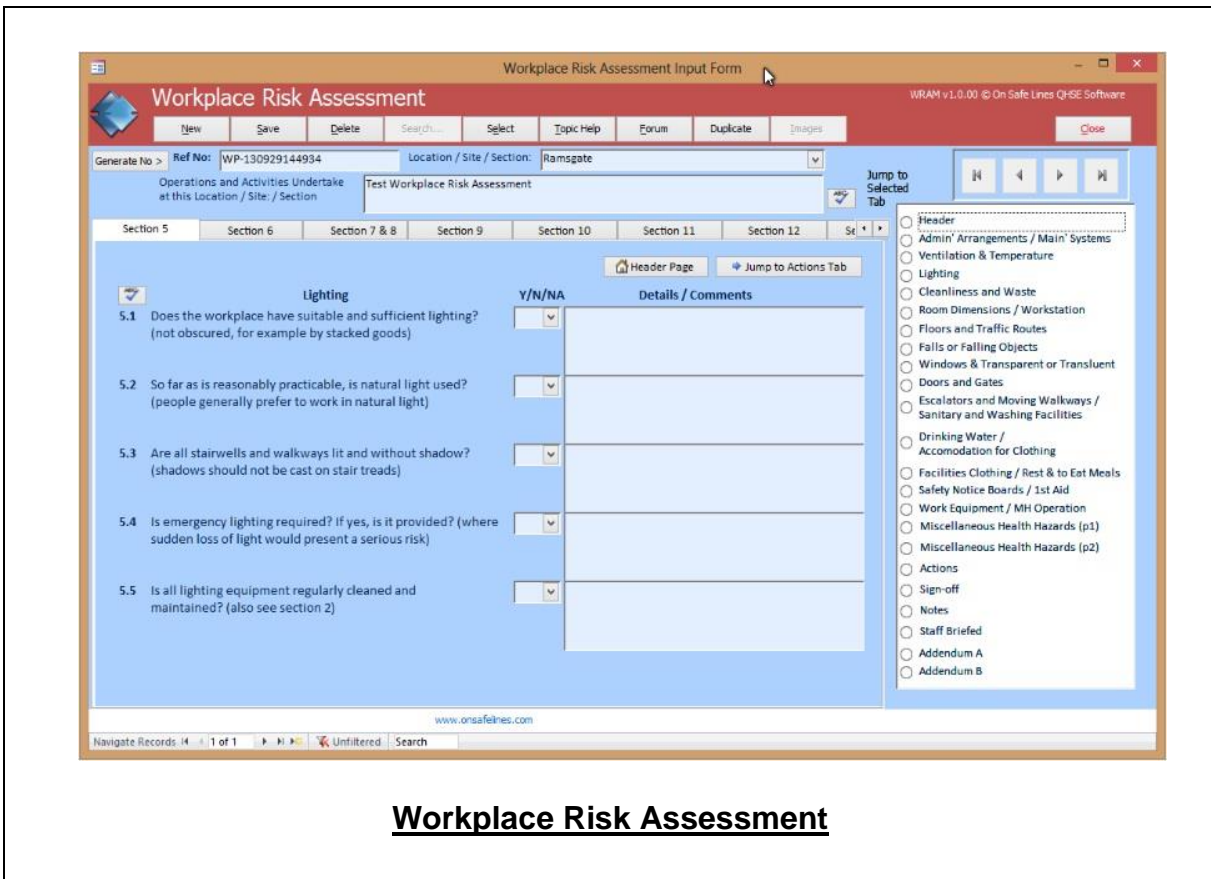 Workplace Risk Assessment Input Form
Workplace Risk Assessment
WRAM v1.0.00 © On Safe Lines QHSE Software
New Save Delete Search.... Select Topic Help Forum Duplicate Images Close
Generate No > Ref No: WP-130929144934 Location / Site / Section: Ramsgate
Operations and Activities Undertake
at this Location / Site: / Section
Test Workplace Risk Assessment
ABC
Jump to
Selected
Tab
Section 5 Section 6 Section 7 & 8 Section 9 Section 10 Section 11 Section 12 Se
Header Page Jump to Actions Tab
Lighting Y/N/NA Details / Comments
5.1 Does the workplace have suitable and sufficient lighting?
(not obscured, for example by stacked goods)
5.2 So far as is reasonably practicable, is natural light used?
(people generally prefer to work in natural light)
5.3 Are all stairwells and walkways lit and without shadow?
(shadows should not be cast on stair treads)
5.4 Is emergency lighting required? If yes, is it provided? (where
sudden loss of light would present a serious risk)
5.5 Is all lighting equipment regularly cleaned and
maintained? (also see section 2)
Header
Admin' Arrangements / Main' Systems
Ventilation & Temperature
Lighting
Cleanliness and Waste
Room Dimensions / Workstation
Floors and Traffic Routes
Falls or Falling Objects
Windows & Transparent or Transluent
Doors and Gates
Escalators and Moving Walkways /
Sanitary and Washing Facilities
Drinking Water /
Accomodation for Clothing
Facilities Clothing / Rest & to Eat Meals
Safety Notice Boards / 1st Aid
Work Equipment / MH Operation
Miscellaneous Health Hazards (p1)
Miscellaneous Health Hazards (p2)
Actions
Sign-off
Notes
Staff Briefed
Addendum A
Addendum B
www.onsafelines.com
Navigate Records 1 of 1 Unfiltered Search
Workplace Risk Assessment